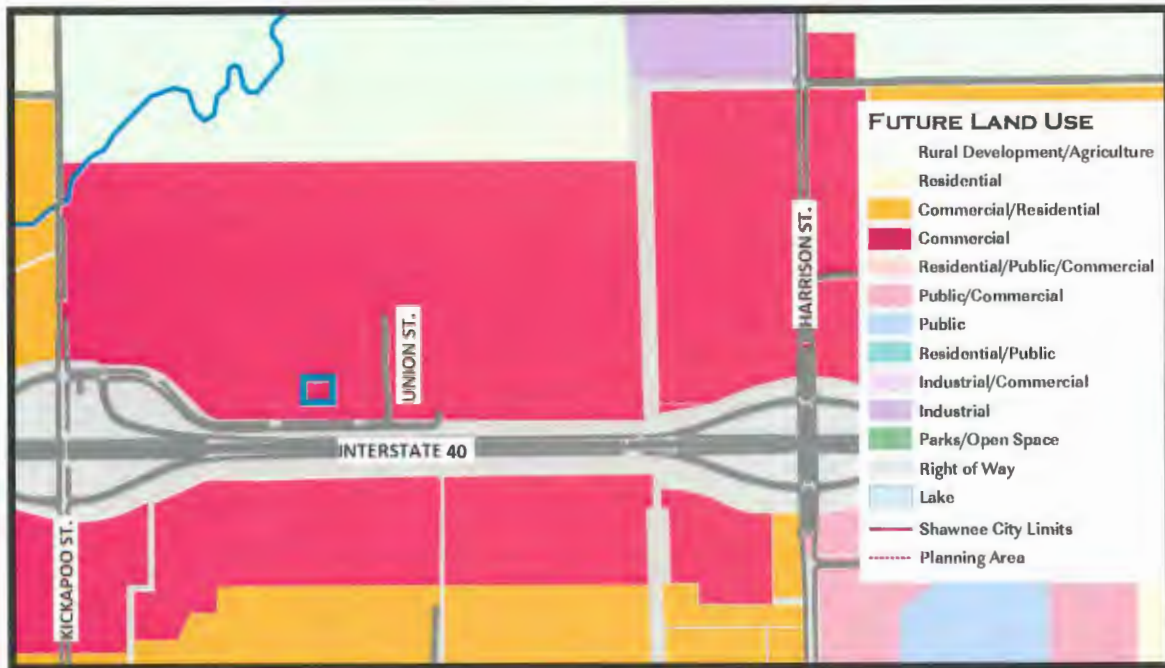 FUTURE LAND USE
Rural Development/Agriculture
Residential
Commercial/Residential
Commercial
Residential/Public/Commercial
Public/Commercial
Public
Residential/Public
Industrial/Commercial
Industrial
Parks/Open Space
Right of Way
Lake
Shawnee City Limits
Planning Area
HARRISON ST.
UNION ST.
INTERSTATE 40
KICKAPOO ST.